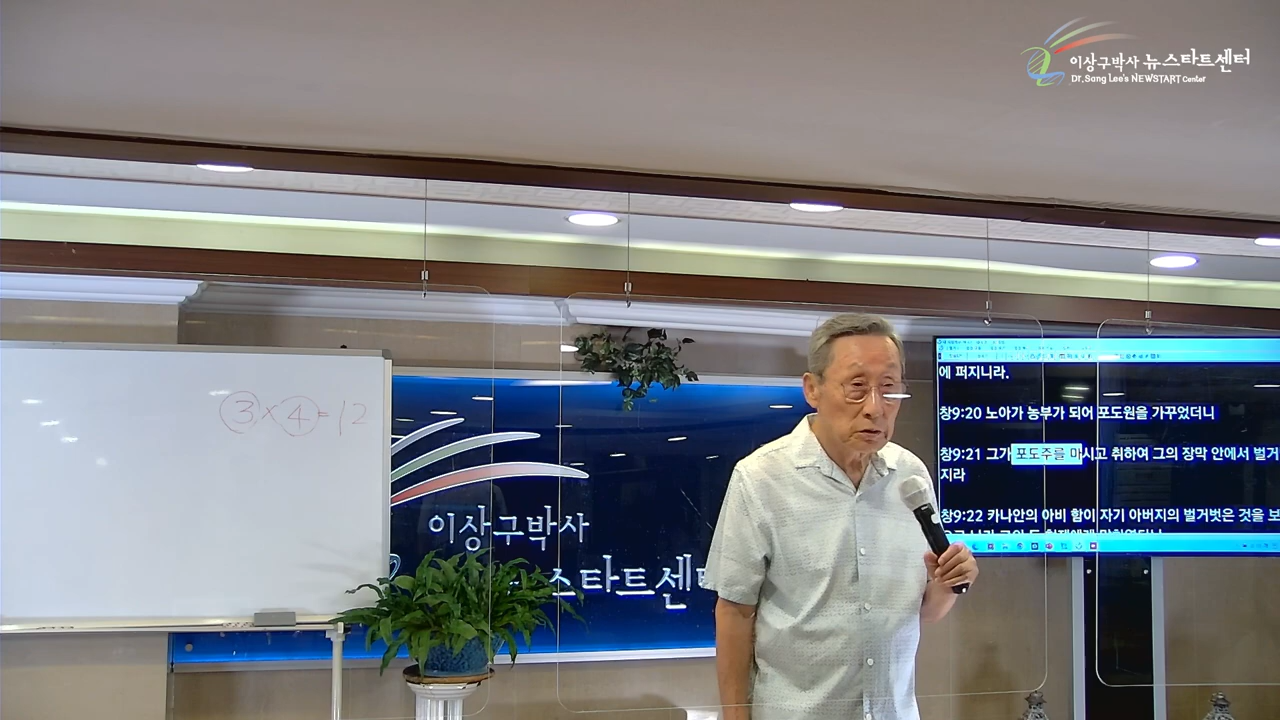 이상구박사 뉴스타트센터
Dr. Sang Lee's NEWSTART Center
3 x 4 = 12
이상구박사
스타트센터
에 퍼지니라.
창9:20 노아가 농부가 되어 포도원을 가꾸었더니
창9:21 그가 포도주를 마시고 취하여 그의 장막 안에서 벌거
지라
창9:22 카나안의 아비 함이 자기 아버지의 벌거벗은 것을 보